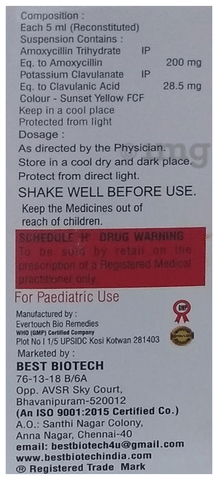 Composition :
Each 5 ml (Reconstituted)
Suspension Contains :
Amoxycillin Trihydrate IP
Eq. to Amoxycillin 200 mg
Potassium Clavulanate IP
Eq. to Clavulanic Acid 28.5 mg
Colour - Sunset Yellow FCF
Keep in a cool place
Protected from light
Dosage :
As directed by the Physician.
Store in a cool dry and dark place.
Protect from direct light.
SHAKE WELL BEFORE USE.
Keep the Medicines out of
reach of children.
SCHEDULE 'H' DRUG WARNING
To be sold by retail on the
prescription of a Registered Medical
practitioner only.
For Paediatric Use
Manufactured by :
Evertouch Bio Remedies
WHO (GMP) Certified Company
Plot No I 1/5 UPSIDC Kosi Kotwan 281403
Marketed by :
BEST BIOTECH
76-13-18 B/6A
Opp. AVSR Sky Court,
Bhavanipuram-520012
(An ISO 9001:2015 Certified Co.)
A.O.: Santhi Nagar Colony,
Anna Nagar, Chennai-40
email: bestbiotech4u@gmail.com
www.bestbiotechindia.com
® Registered Trade Mark